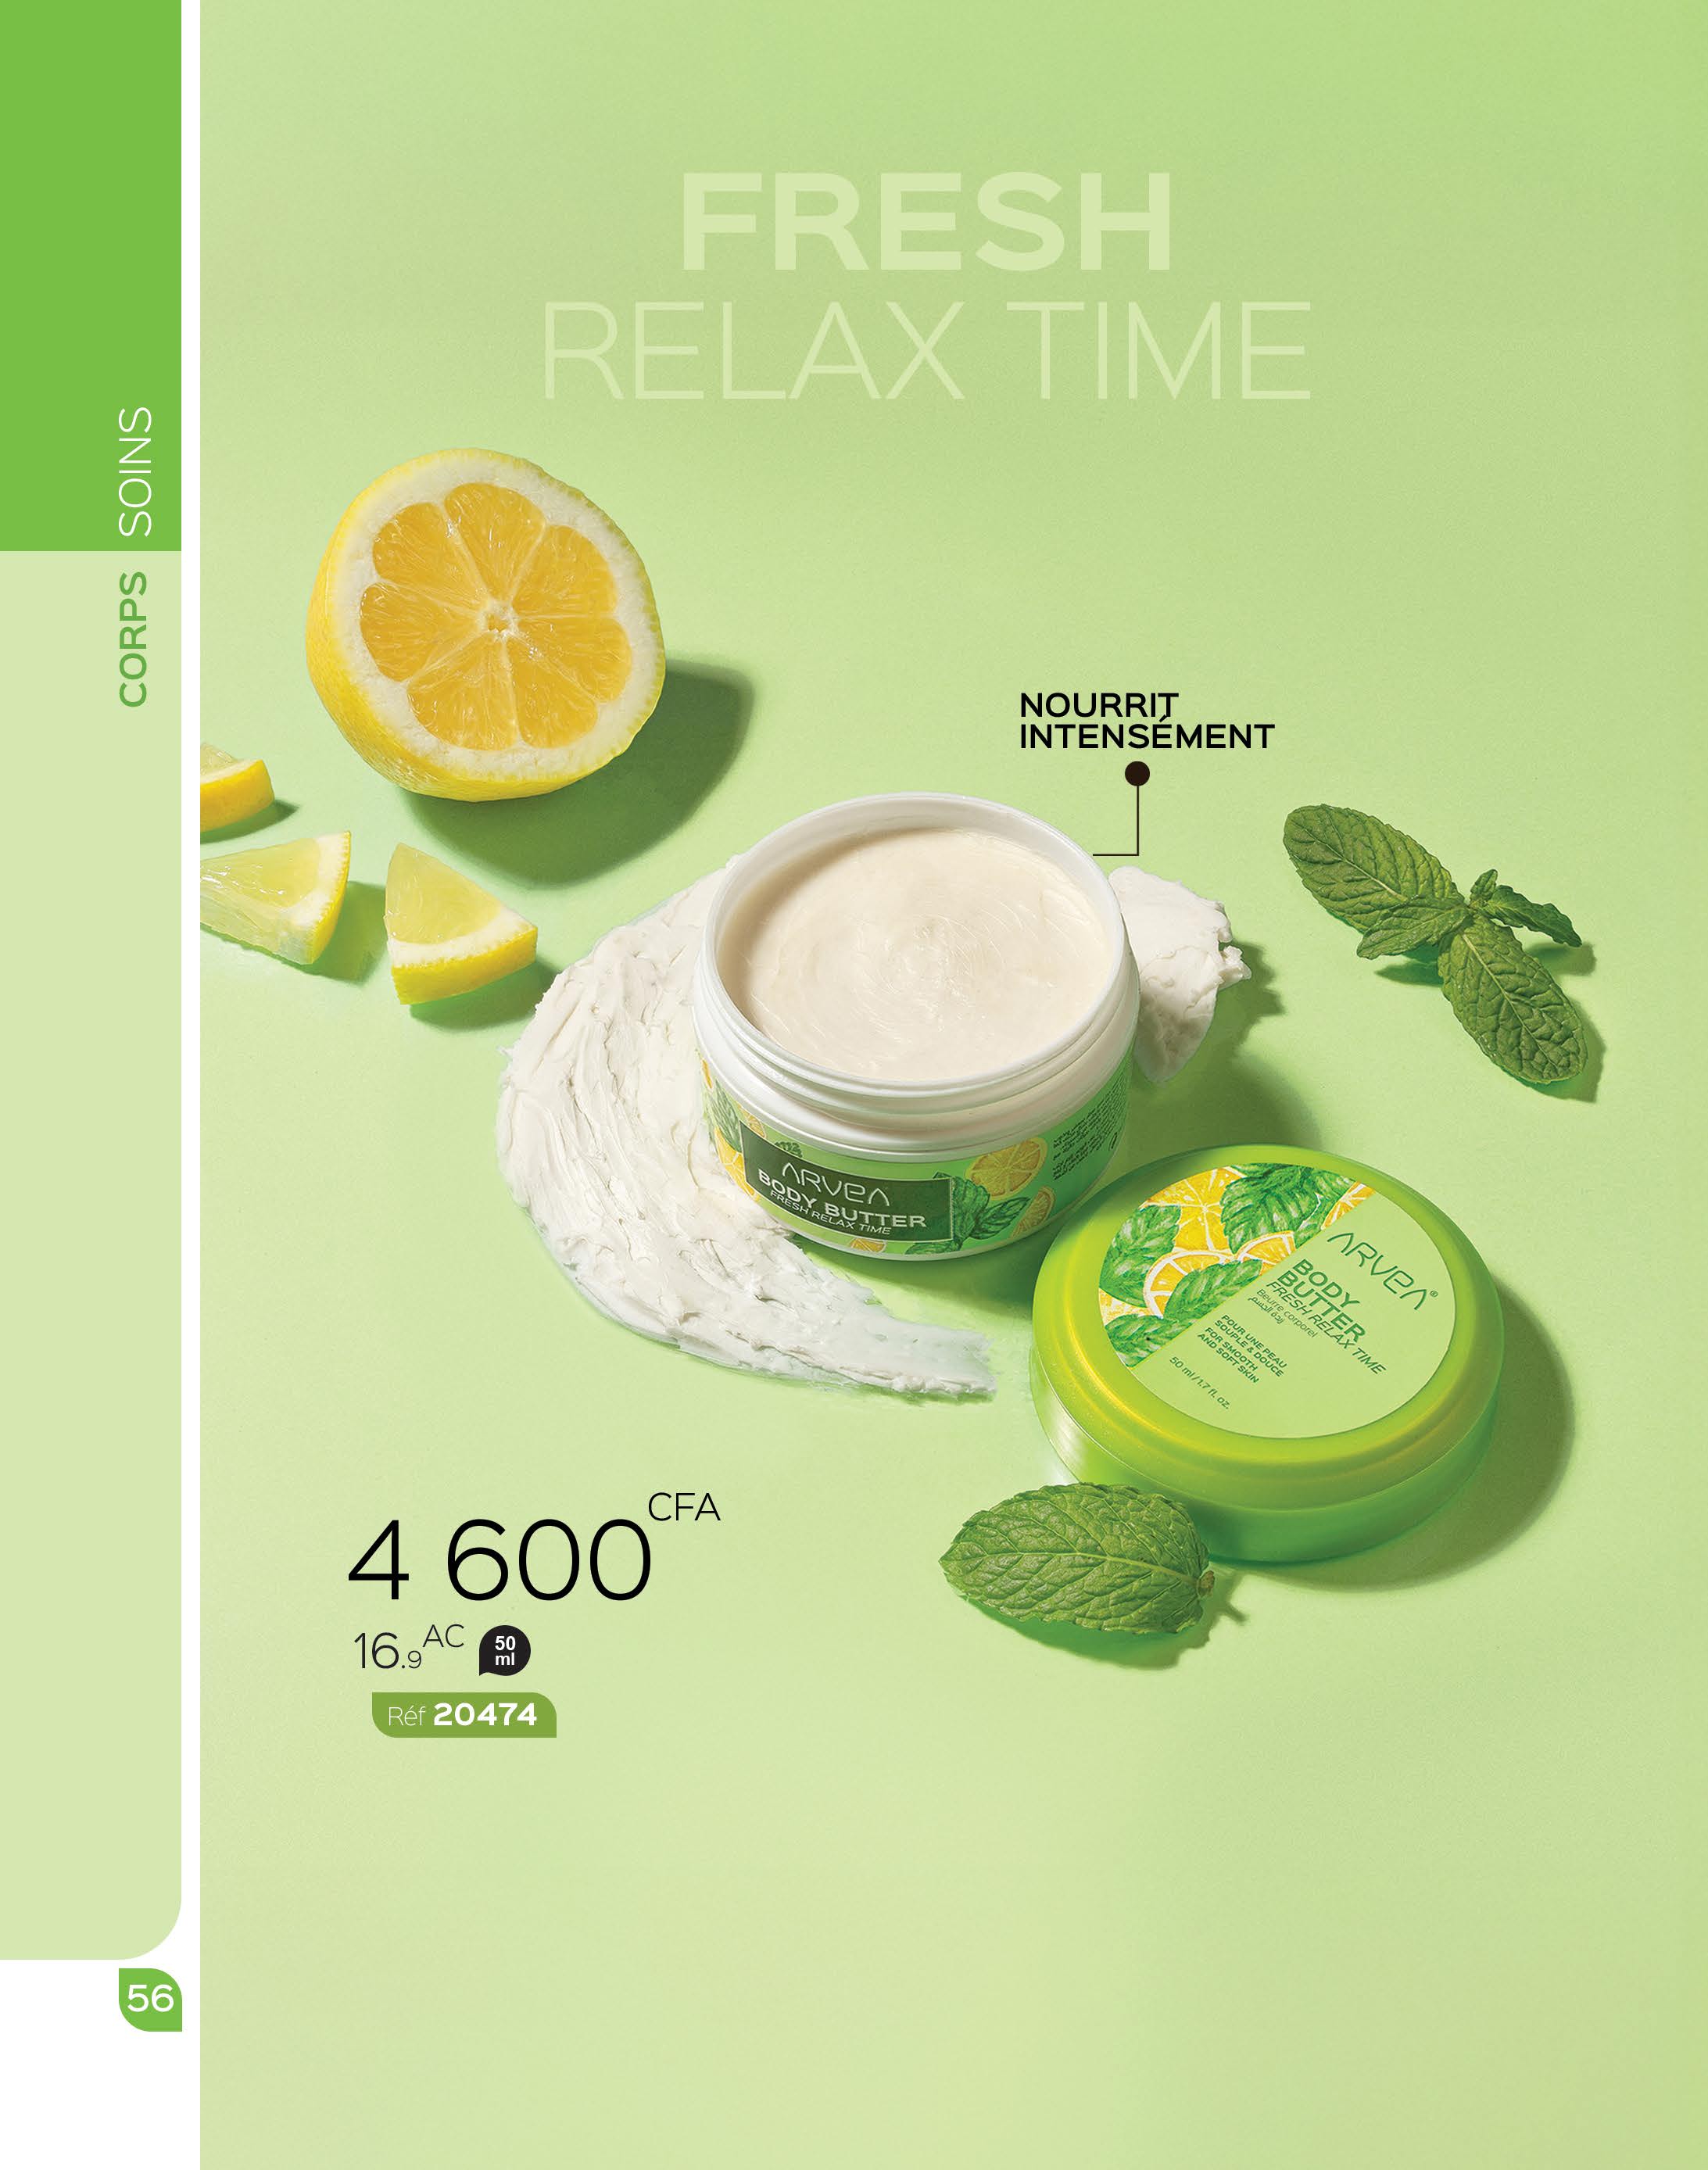 FRESH
RELAX TIME
SOINS
CORPS
NOURRIT
INTENSÉMENT
ARVEA
BODY BUTTER
FRESH RELAX TIME
ARVEA®
BODY
BUTTER
FRESH RELAX TIME
Beurre corporel
زبدة الجسم
POUR UNE PEAU
SOUPLE & DOUCE
FOR SMOOTH
AND SOFT SKIN
50 ml / 1.7 fl. oz.
4 600 CFA
16.9 AC
50
ml
Réf 20474
56